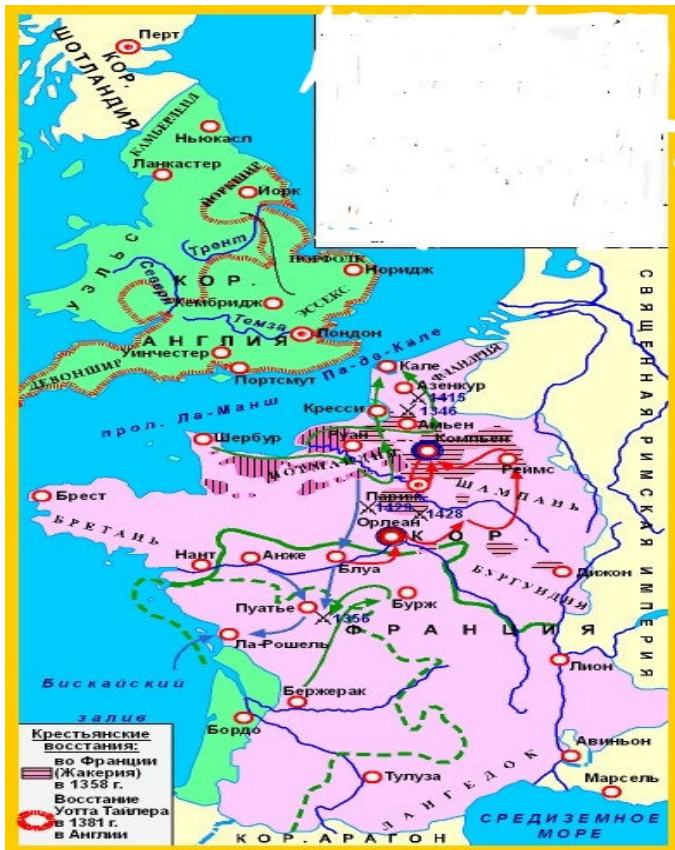 Перт
КОР.
ШОТЛАНДИЯ
КАМБЕРЛЕНД
Ньюкасл
Ланкастер
ЙОРКШИР
Йорк
Трент
УЭЛЬС
Северн
НОРФОЛК
Норидж
КОР.
Кембридж
ЭССЕКС
Темза
АНГЛИЯ
Лондон
Уинчестер
ДЕВОНШИР
Портсмут
СВЯЩЕННАЯ РИМСКАЯ ИМПЕРИЯ
Па-де-Кале
прол. Ла-Манш
Кале
ФЛАНДРИЯ
Азенкур
1415
Кресси
1346
Амьен
Шербур
Руан
Компьен
НОРМАНДИЯ
Реймс
ШАМПАНЬ
Париж
1429
1428
Брест
БРЕТАНЬ
Орлеан
КОР.
Нант
Анже
Блуа
БУРГУНДИЯ
Дижон
Пуатье
1356
Бурж
ФРАНЦИЯ
Ла-Рошель
Лион
Бискайский
залив
Бержерак
Бордо
Авиньон
Тулуза
ЛАНГЕДОК
Марсель
СРЕДИЗЕМНОЕ
МОРЕ
КОР. АРАГОН
Крестьянские
восстания:
во Франции
(Жакерия)
в 1358 г.
Восстание
Уотта Тайлера
в 1381 г.
в Англии